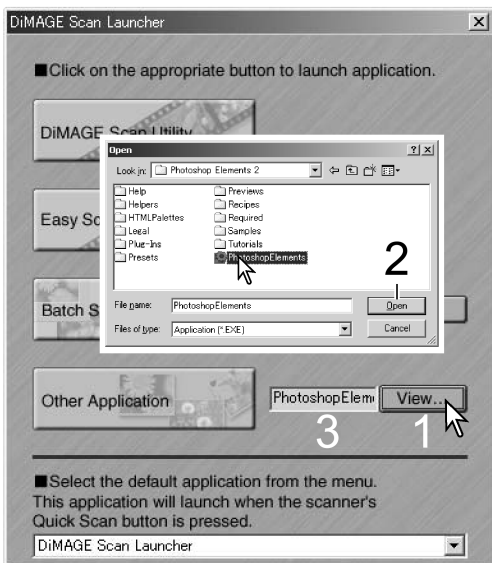 DiMAGE Scan Launcher
■Click on the appropriate button to launch application.
DiMAGE Scan Utility
Open
Look in: Photoshop Elements 2
Help
Helpers
HTMLPalettes
Legal
Plug-Ins
Presets
Previews
Recipes
Required
Samples
Tutorials
PhotoshopElements
2
File name: PhotoshopElements Open
Files of type: Application (*.EXE) Cancel
Easy Sc
Batch S
Other Application PhotoshopElem View...
3 1
■Select the default application from the menu.
This application will launch when the scanner's
Quick Scan button is pressed.
DiMAGE Scan Launcher